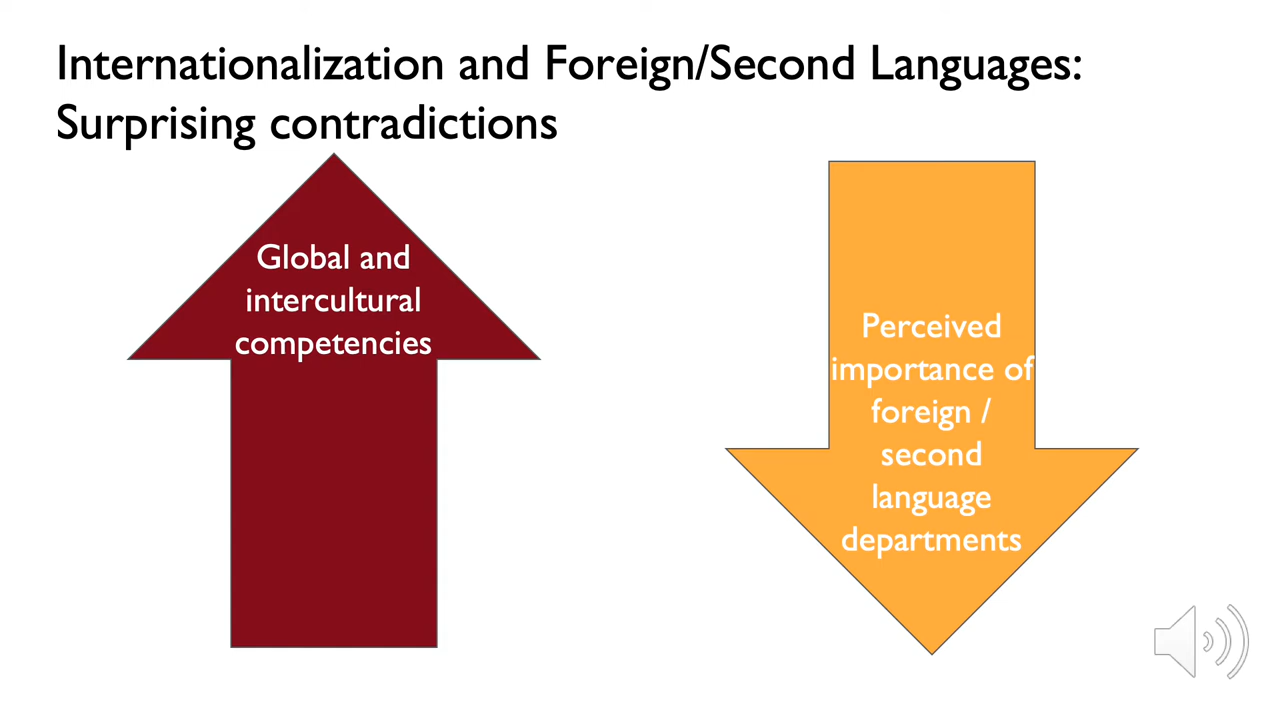 Internationalization and Foreign/Second Languages:
Surprising contradictions
Global and
intercultural
competencies
Perceived
importance of
foreign /
second
language
departments